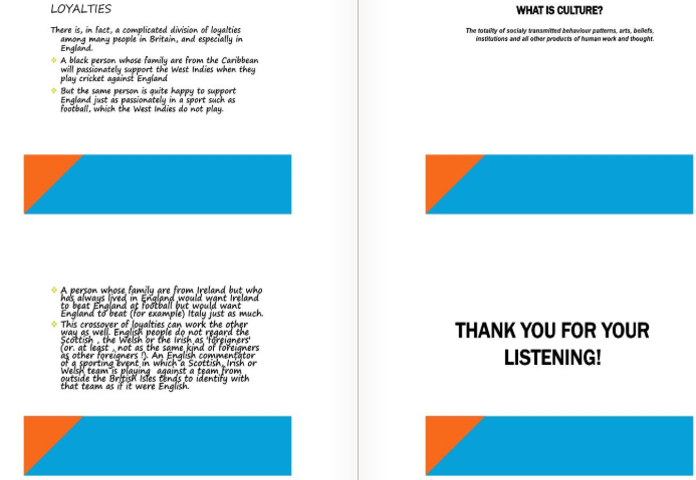 LOYALTIES
There is, in fact, a complicated division of loyalties
among many people in Britain, and especially in
England.
A black person whose family are from the Caribbean
will passionately support the West Indies when they
play cricket against England
But the same person is quite happy to support
England just as passionately in a sport such as
football, which the West Indies do not play.
WHAT IS CULTURE?
The totality of socialy transmitted behaviour patterns, arts, beliefs,
institutions and all other products of human work and thought.
A person whose family are from Ireland but who
has always lived in England would want Ireland
to beat England at football but would want
England to beat (for example) Italy just as much.
This crossover of loyalties can work the other
way as well. English people do not regard the
Scottish , the Welsh or the Irish as 'foreigners'
(or. at least , not as the same kind of foreigners
as other foreigners !). An English commentator
of a sporting event in which a Scottish, Irish or
Welsh team is playing against a team from
outside the British Isles tends to identify with
that team as if it were English.
THANK YOU FOR YOUR
LISTENING!